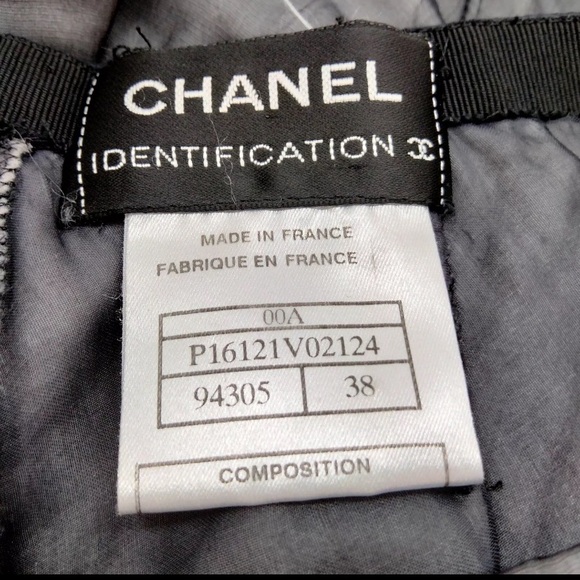 CHANEL
IDENTIFICATION
MADE IN FRANCE
FABRIQUE EN FRANCE
00A
P16121V02124
94305 38
COMPOSITION